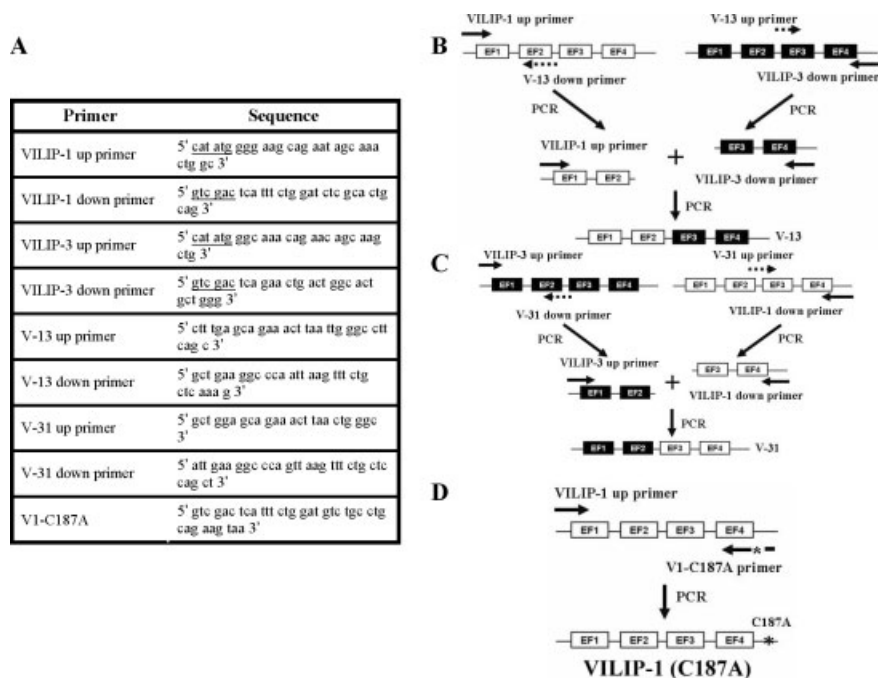 A
Primer Sequence
VILIP-1 up primer 5' cat atg ggg aag cag aat agc aaa
ctg gc 3'
VILIP-1 down primer 5' gtc gac tca ttt ctg gat ctc gca ctg
cag 3'
VILIP-3 up primer 5' cat atg ggc aaa cag aac agc aag
ctg 3'
VILIP-3 down primer 5' gtc gac tca gaa ctg act ggc act
gct ggg 3'
V-13 up primer 5' ctt tga gca gaa act taa ttg ggc ctt
cag c 3'
V-13 down primer 5' gct gaa ggc cca att aag ttt ctg
ctc aaa g 3'
V-31 up primer 5' gct gga gca gaa act taa ctg ggc
3'
V-31 down primer 5' att gaa ggc cca gtt aag ttt ctg ctc
cag ct 3'
V1-C187A 5' gtc gac tca ttt ctg gat gtc tgc ctg
cag aag taa 3'
B
VILIP-1 up primer
EF1 EF2 EF3 EF4
V-13 down primer
V-13 up primer
EF1 EF2 EF3 EF4
VILIP-3 down primer
PCR
PCR
VILIP-1 up primer
EF1 EF2
+
EF3 EF4
VILIP-3 down primer
PCR
EF1 EF2 EF3 EF4 V-13
C
VILIP-3 up primer
EF1 EF2 EF3 EF4
V-31 down primer
V-31 up primer
EF1 EF2 EF3 EF4
VILIP-1 down primer
PCR
PCR
VILIP-3 up primer
EF1 EF2
+
EF3 EF4
VILIP-1 down primer
PCR
EF1 EF2 EF3 EF4 V-31
D
VILIP-1 up primer
EF1 EF2 EF3 EF4
*
V1-C187A primer
PCR
C187A
EF1 EF2 EF3 EF4 *
VILIP-1 (C187A)